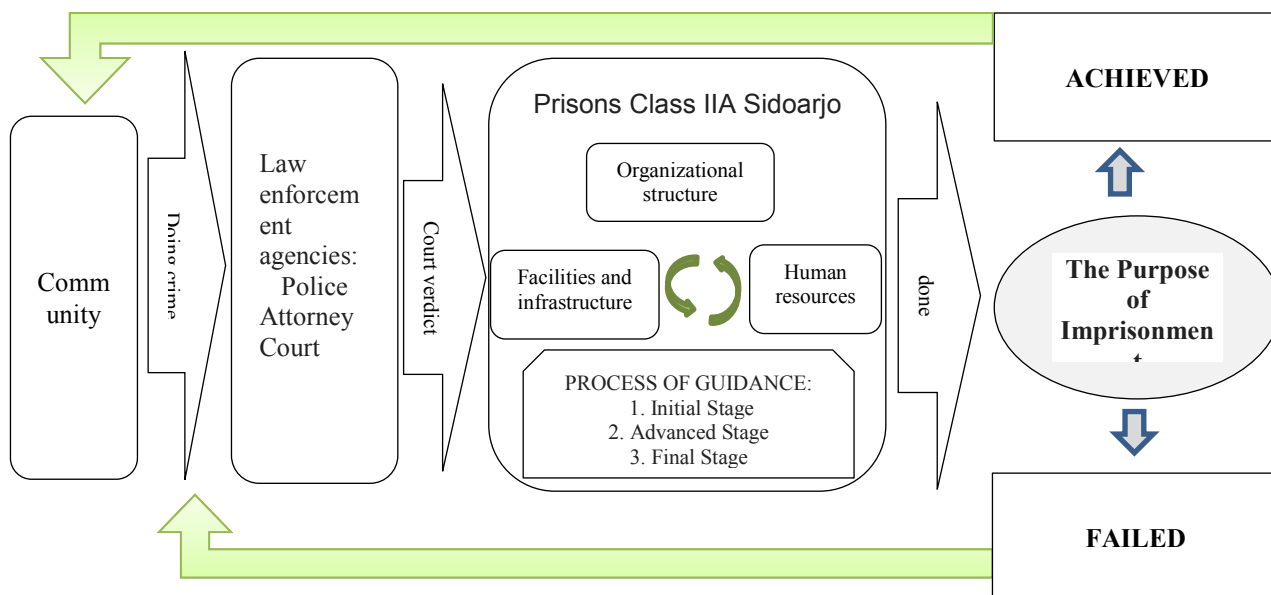 Comm
unity
Doing crime
Law
enforcem
ent
agencies:
Police
Attorney
Court
Court verdict
Prisons Class IIA Sidoarjo
Organizational
structure
Facilities and
infrastructure
Human
resources
PROCESS OF GUIDANCE:
1. Initial Stage
2. Advanced Stage
3. Final Stage
done
ACHIEVED
The Purpose
of
Imprisonmen
t
FAILED